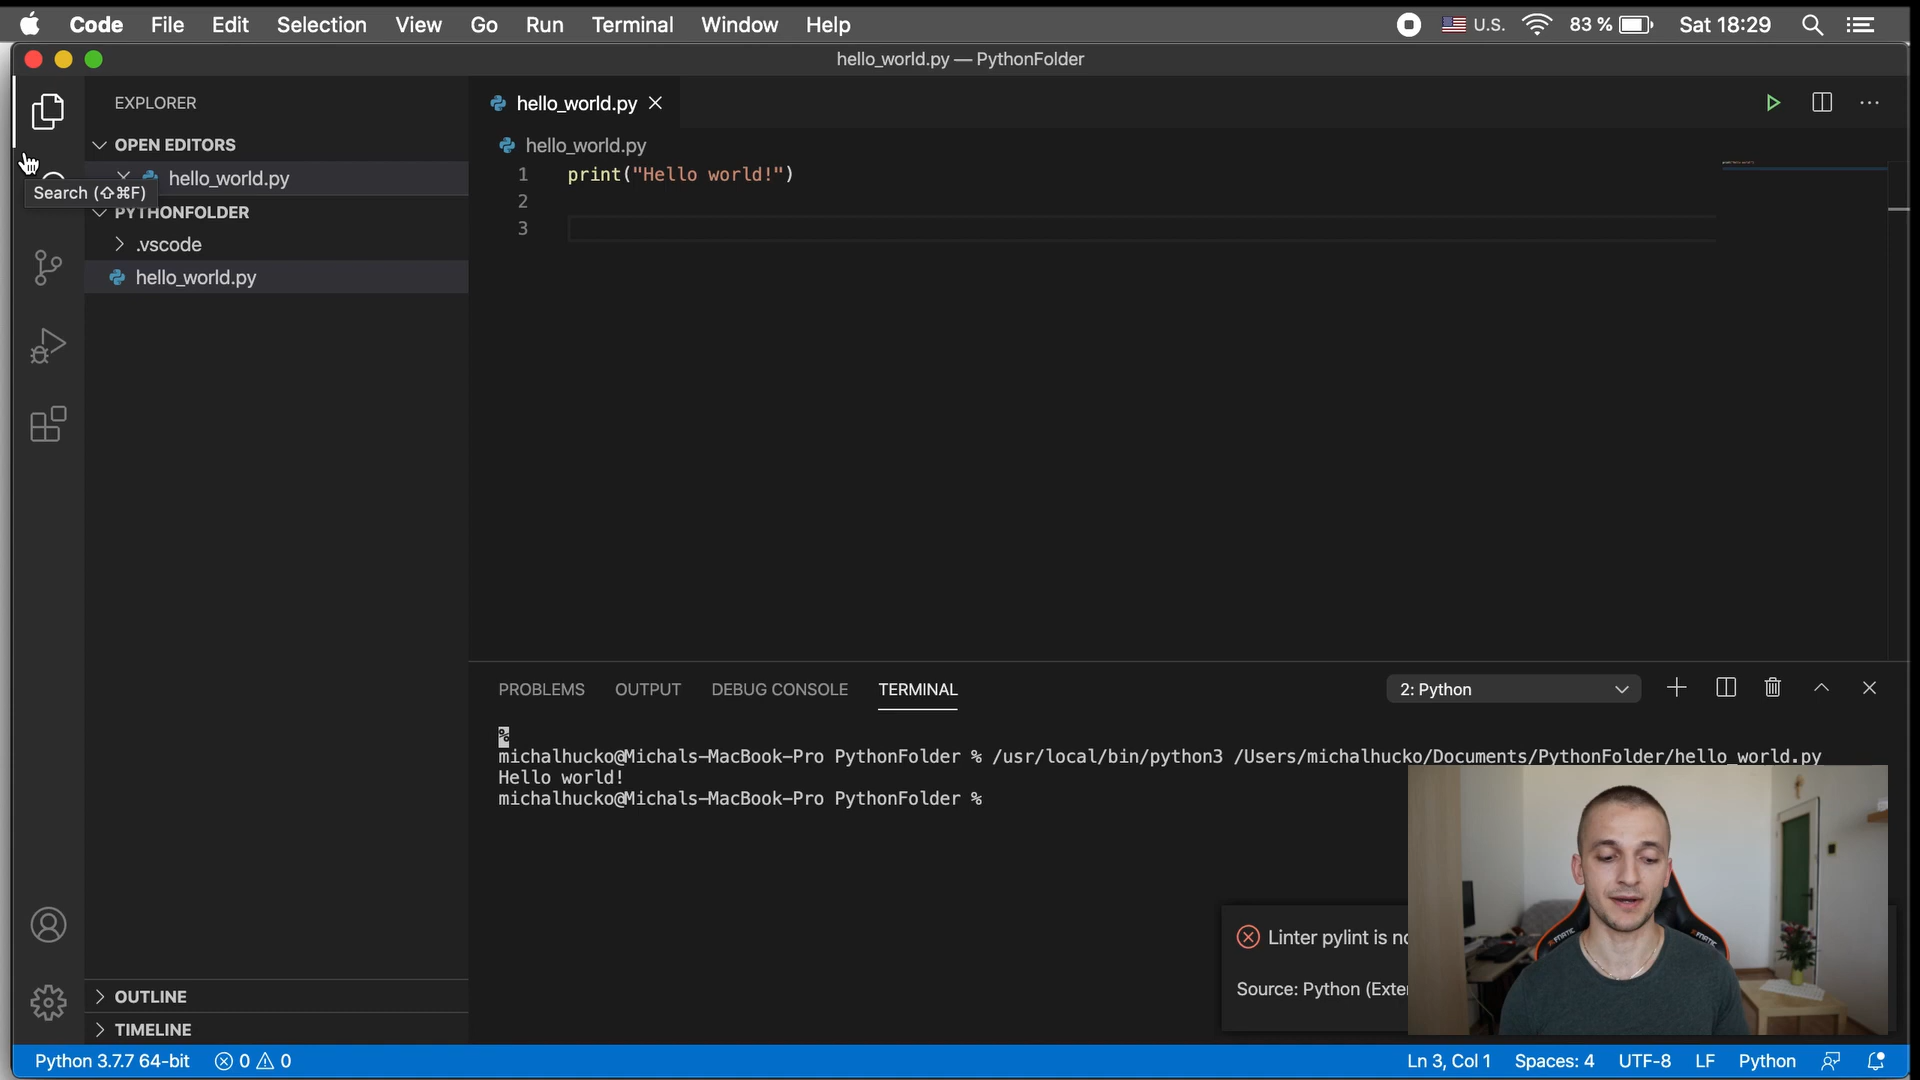 Code File Edit Selection View Go Run Terminal Window Help U.S. 83 % Sat 18:29
hello_world.py — PythonFolder
EXPLORER
OPEN EDITORS
hello_world.py
Search (⇧⌘F)
PYTHONFOLDER
.vscode
hello_world.py
OUTLINE
TIMELINE
hello_world.py
hello_world.py
1 print("Hello world!")
2
3
PROBLEMS OUTPUT DEBUG CONSOLE TERMINAL 2: Python
%
michalhucko@Michals-MacBook-Pro PythonFolder % /usr/local/bin/python3 /Users/michalhucko/Documents/PythonFolder/hello_world.py
Hello world!
michalhucko@Michals-MacBook-Pro PythonFolder %
Linter pylint is
Source: Python
Python 3.7.7 64-bit 0 0 Ln 3, Col 1 Spaces: 4 UTF-8 LF Python